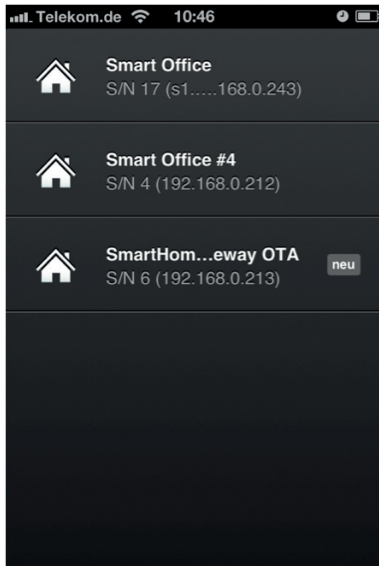 Telekom.de 10:46
Smart Office
S/N 17 (s1.....168.0.243)
Smart Office #4
S/N 4 (192.168.0.212)
SmartHom...eway OTA
neu
S/N 6 (192.168.0.213)